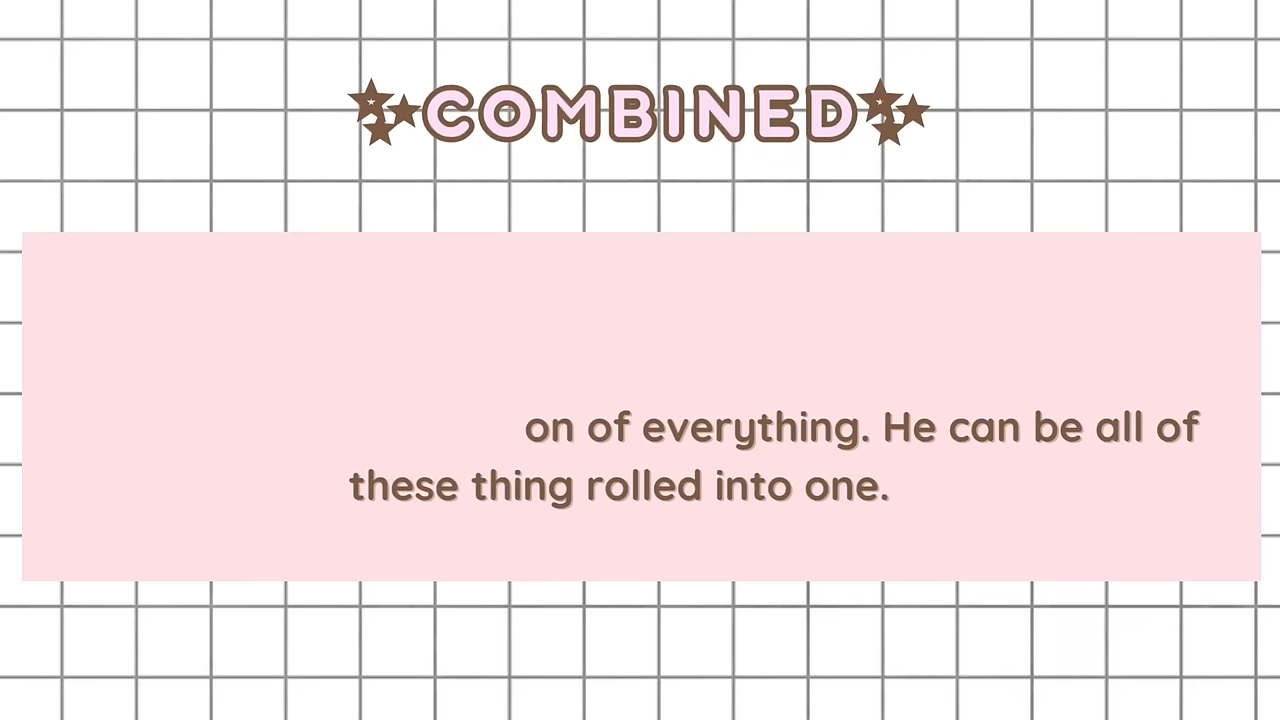 COMBINED
on of everything. He can be all of
these thing rolled into one.